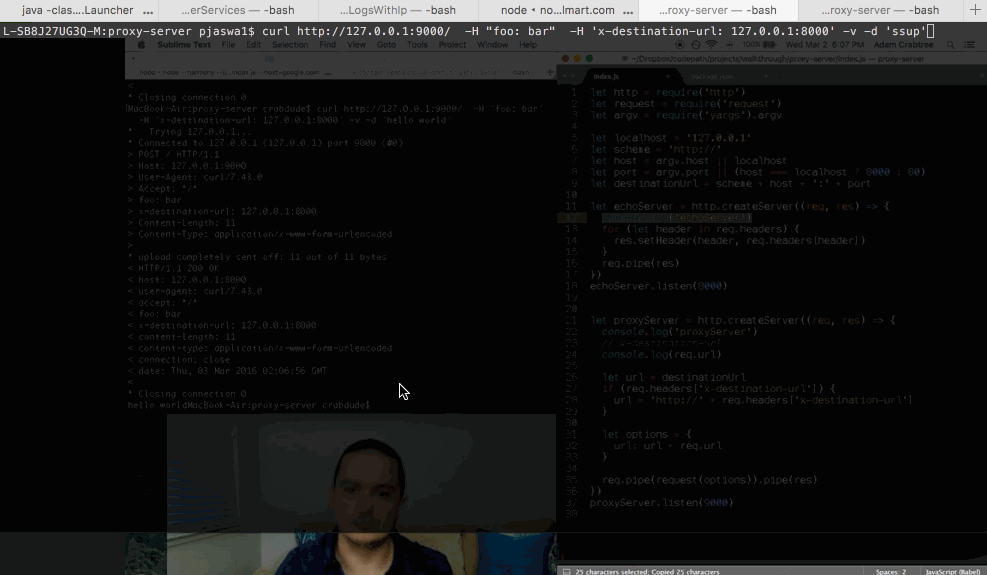 java -clas....Launcher ...
...erServices — -bash
...LogsWithIp — -bash
node • no...lmart.com ...
...roxy-server — -bash
...roxy-server — -bash
L-SB8J27UG3Q-M:proxy-server pjaswa1$ curl http://127.0.0.1:9000/ -H "foo: bar" -H 'x-destination-url: 127.0.0.1:8000' -v -d 'ssup'
Sublime Text File Edit Selection Find View Goto Tools Project Window Help
100% Wed Mar 2 6:07 PM Adam Crabtree
<
* Closing connection 0
MacBook-Air:proxy-server crabdude$ curl http://127.0.0.1:9000/ -H 'foo: bar'
-H 'x-destination-url: 127.0.0.1:8000' -v -d 'hello world'
* Trying 127.0.0.1...
* Connected to 127.0.0.1 (127.0.0.1) port 9000 (#0)
> POST / HTTP/1.1
> Host: 127.0.0.1:9000
> User-Agent: curl/7.43.0
> Accept: */*
> foo: bar
> x-destination-url: 127.0.0.1:8000
> Content-Length: 11
> Content-Type: application/x-www-form-urlencoded
>
* upload completely sent off: 11 out of 11 bytes
< HTTP/1.1 200 OK
< host: 127.0.0.1:8000
< user-agent: curl/7.43.0
< accept: */*
< foo: bar
< x-destination-url: 127.0.0.1:8000
< content-length: 11
< content-type: application/x-www-form-urlencoded
< connection: close
< date: Thu, 03 Mar 2016 02:06:56 GMT
<
* Closing connection 0
hello worldMacBook-Air:proxy-server crabdude$
~/Dropbox/codepath/projects/walkthrough/proxy-server/index.js — proxy-server
index.js
1 let http = require('http')
2 let request = require('request')
3 let argv = require('yargs').argv
4
5 let localhost = '127.0.0.1'
6 let scheme = 'http://'
7 let host = argv.host || localhost
8 let port = argv.port || (host === localhost ? 8000 : 80)
9 let destinationUrl = scheme + host + ':' + port
10
11 let echoServer = http.createServer((req, res) => {
12 console.log('echoServer')
13 for (let header in req.headers) {
14 res.setHeader(header, req.headers[header])
15 }
16 req.pipe(res)
17 })
18 echoServer.listen(8000)
19
20
21 let proxyServer = http.createServer((req, res) => {
22 console.log('proxyServer')
23 // x-destination-url
24 console.log(req.url)
25
26 let url = destinationUrl
27 if (req.headers['x-destination-url']) {
28 url = 'http://' + req.headers['x-destination-url']
29 }
30
31 let options = {
32 url: url + req.url
33 }
34
35 req.pipe(request(options)).pipe(res)
36 })
37 proxyServer.listen(9000)
38
25 characters selected; Copied 25 characters
Spaces: 2
JavaScript (Babel)